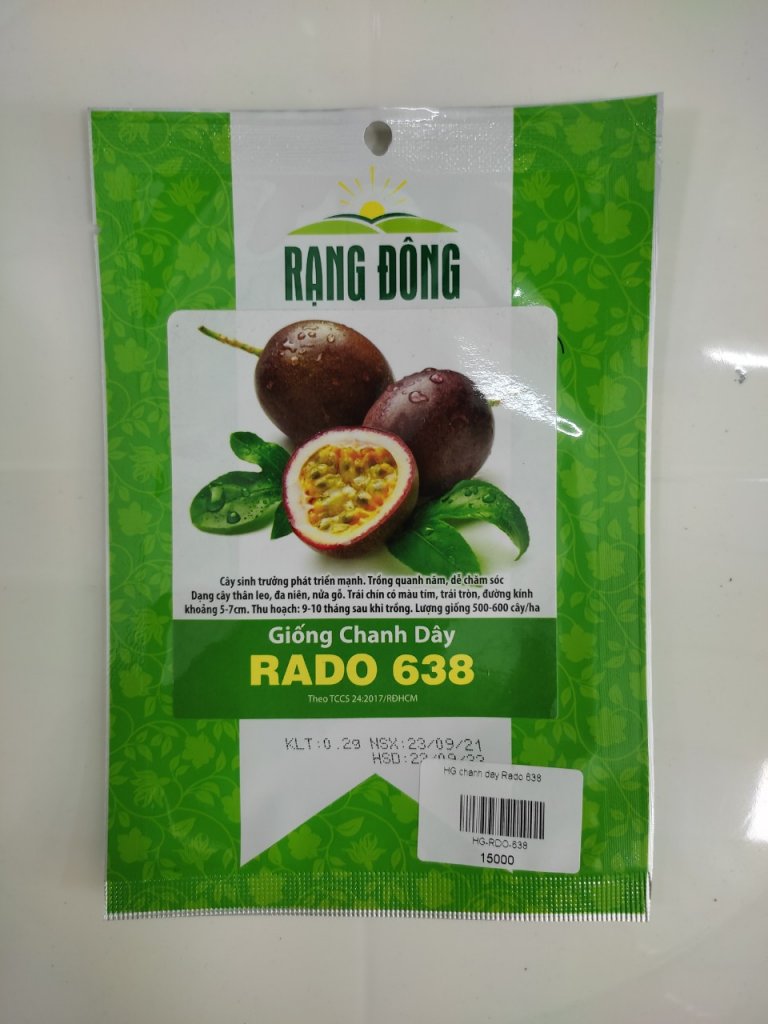 RẠNG ĐÔNG
Cây sinh trưởng phát triển mạnh. Trồng quanh năm, dễ chăm sóc
Dạng cây thân leo, đa niên, nửa gỗ. Trái chín có màu tím, trái tròn, đường kính
khoảng 5-7cm. Thu hoạch: 9-10 tháng sau khi trồng. Lượng giống 500-600 cây/ha
Giống Chanh Dây
RADO 638
Theo TCCS 24:2017/RĐHCM
KLT:0.2g NSX:23/09/21
HSD:
HG chanh day Rado 638
HG-RDO-638
15000